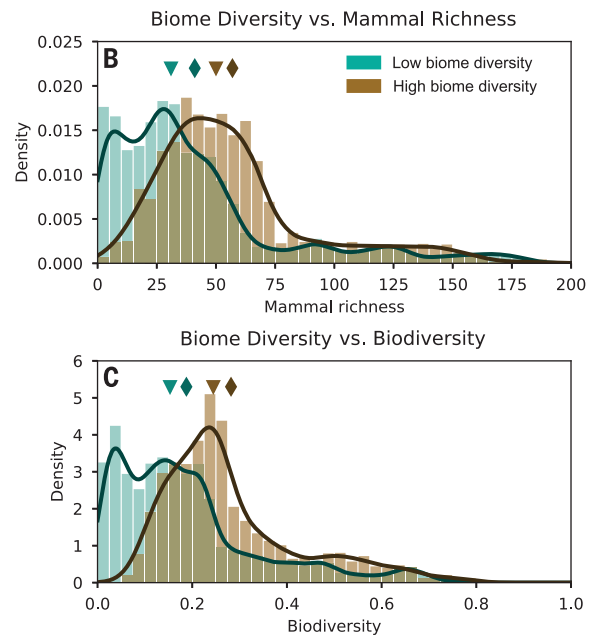 Biome Diversity vs. Mammal Richness
B
Low biome diversity
High biome diversity
0.025
0.020
0.015
0.010
0.005
0.000
Density
0
25
50
75
100
125
150
175
200
Mammal richness
Biome Diversity vs. Biodiversity
C
6
5
4
3
2
1
0
Density
0.0
0.2
0.4
0.6
0.8
1.0
Biodiversity